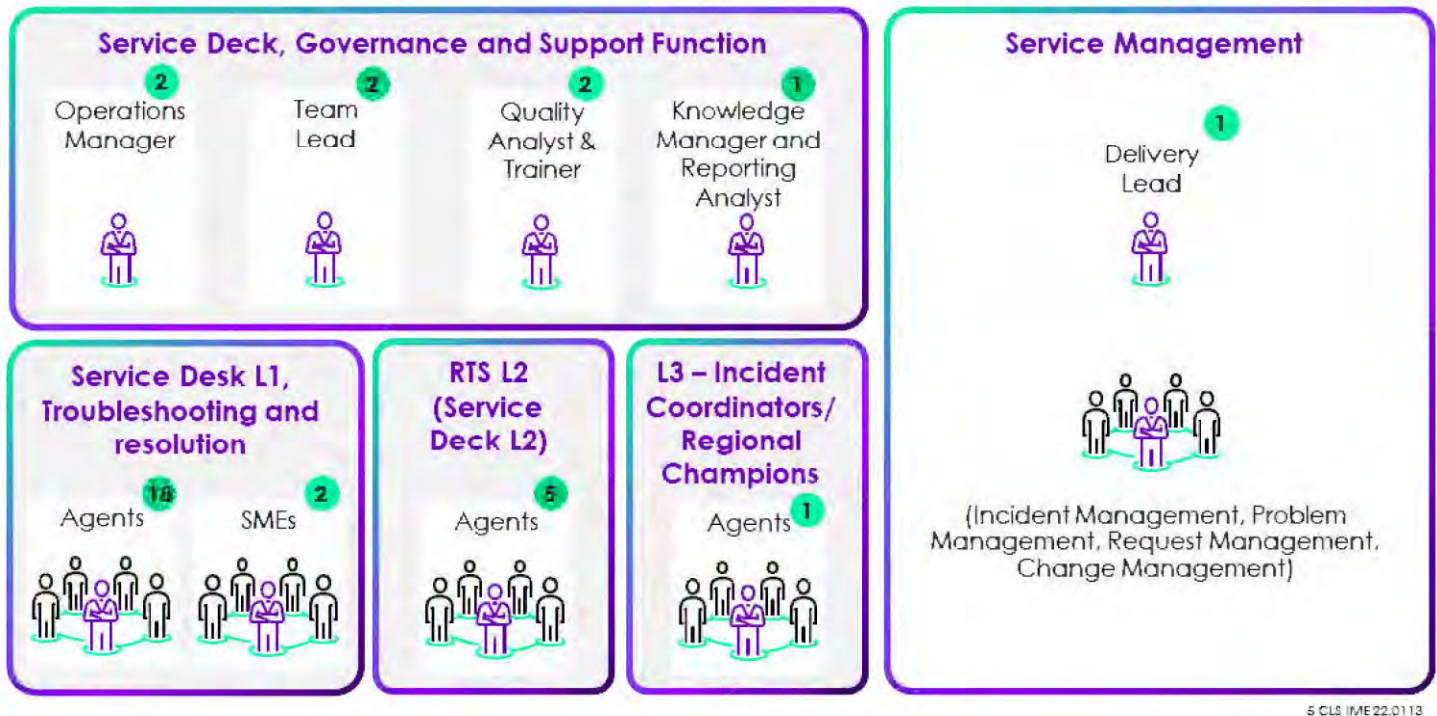 Service Deck, Governance and Support Function
2
Operations
Manager
2
Team
Lead
2
Quality
Analyst &
Trainer
1
Knowledge
Manager and
Reporting
Analyst
Service Management
1
Delivery
Lead
(Incident Management, Problem
Management, Request Management,
Change Management)
Service Desk L1,
Troubleshooting and
resolution
Agents
2
SMEs
RTS L2
(Service
Deck L2)
5
Agents
L3 – Incident
Coordinators/
Regional
Champions
1
Agents
5 CLS IME 22.0113